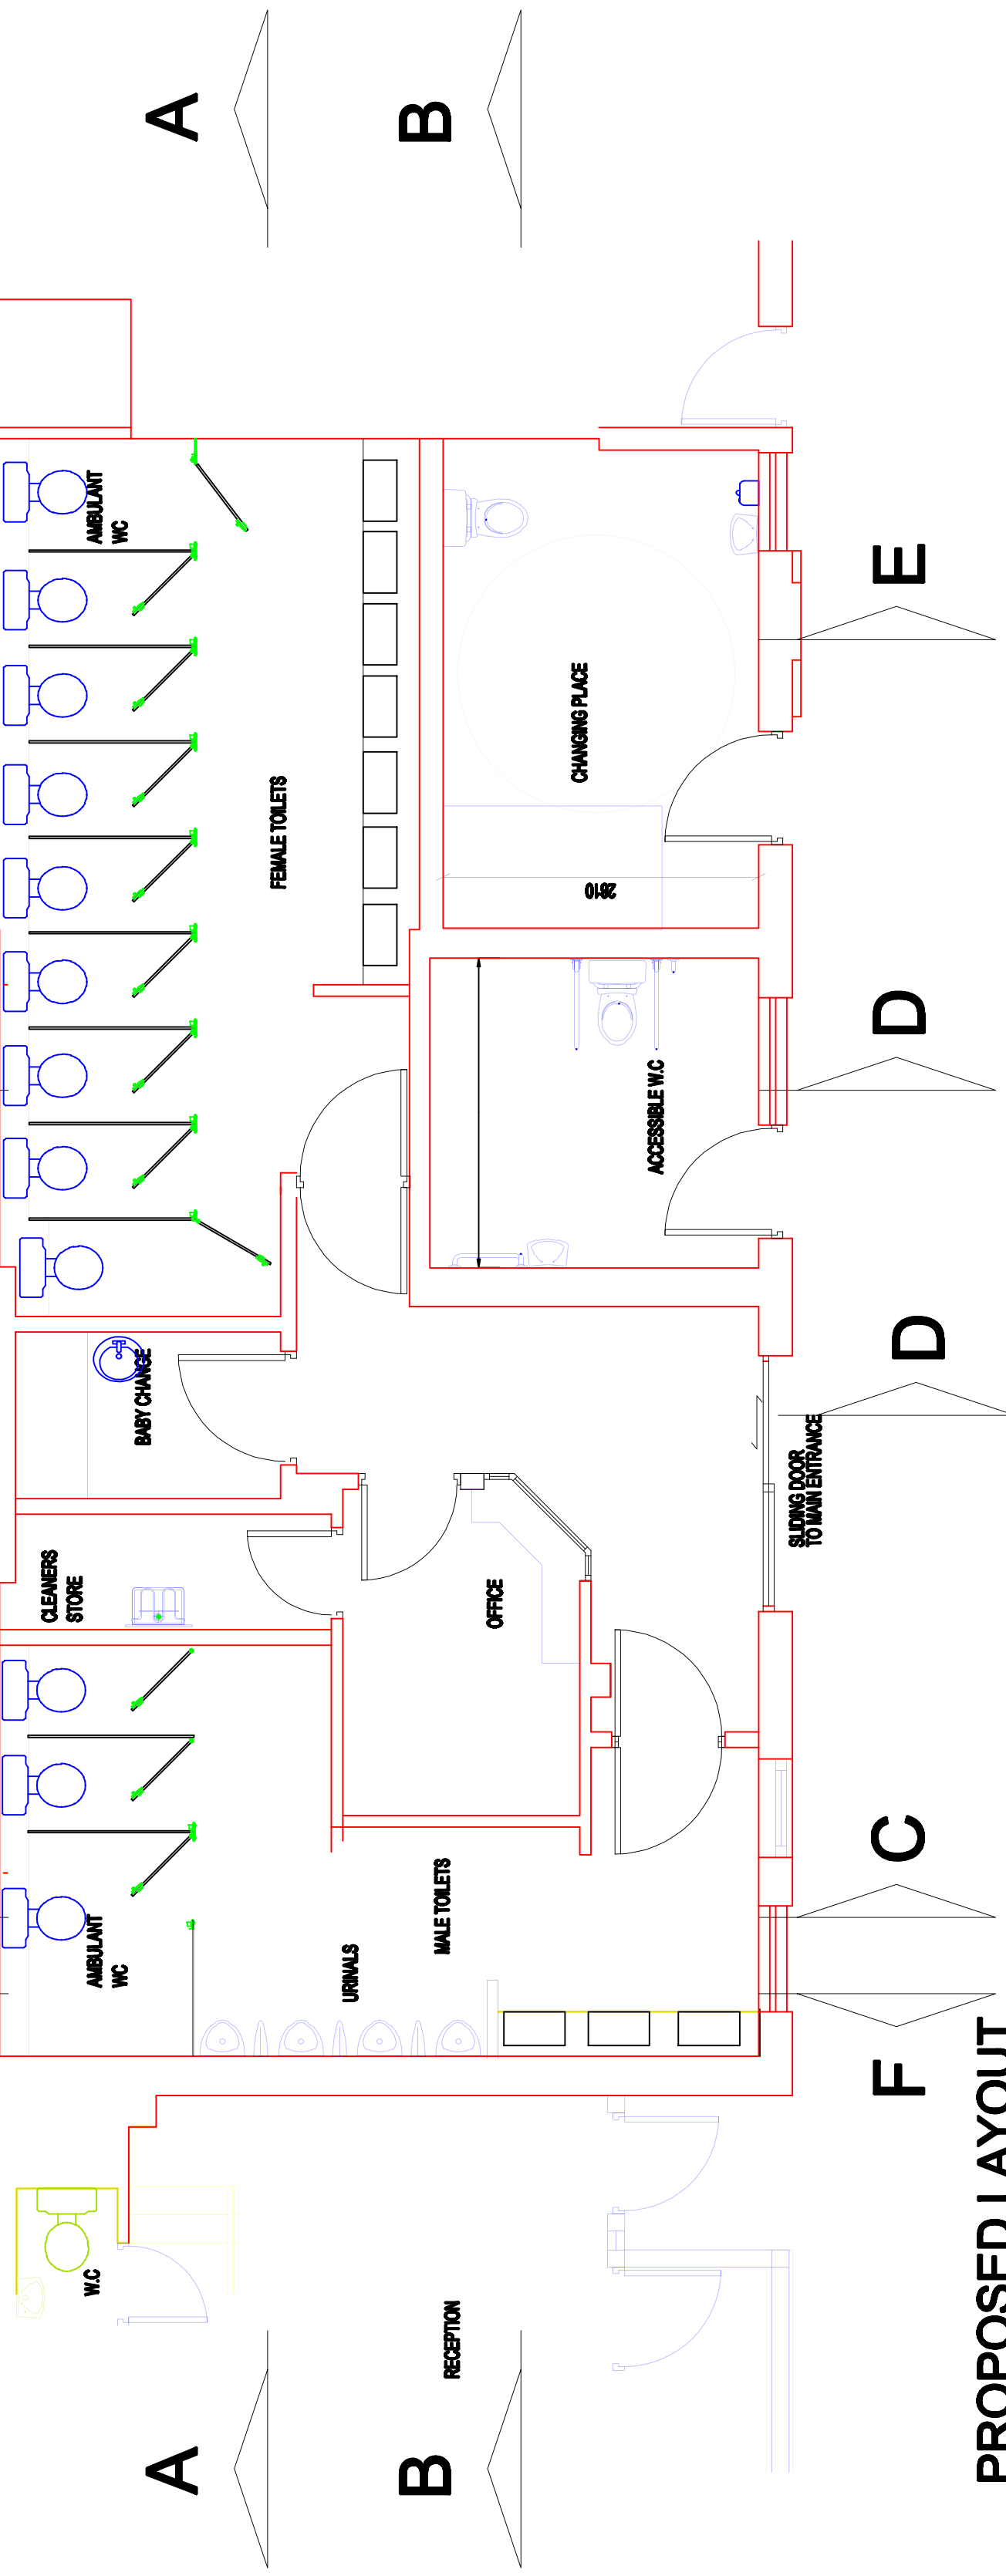 A
B
AMBULANT
WC
FEMALE TOILETS
CHANGING PLACE
2810
E
D
ACCESSIBLE W.C
D
BABY CHANGE
SLIDING DOOR
TO MAIN ENTRANCE
CLEANERS
STORE
OFFICE
C
MALE TOILETS
URINALS
AMBULANT
WC
F
W.C
RECEPTION
A
B
PROPOSED LAYOUT